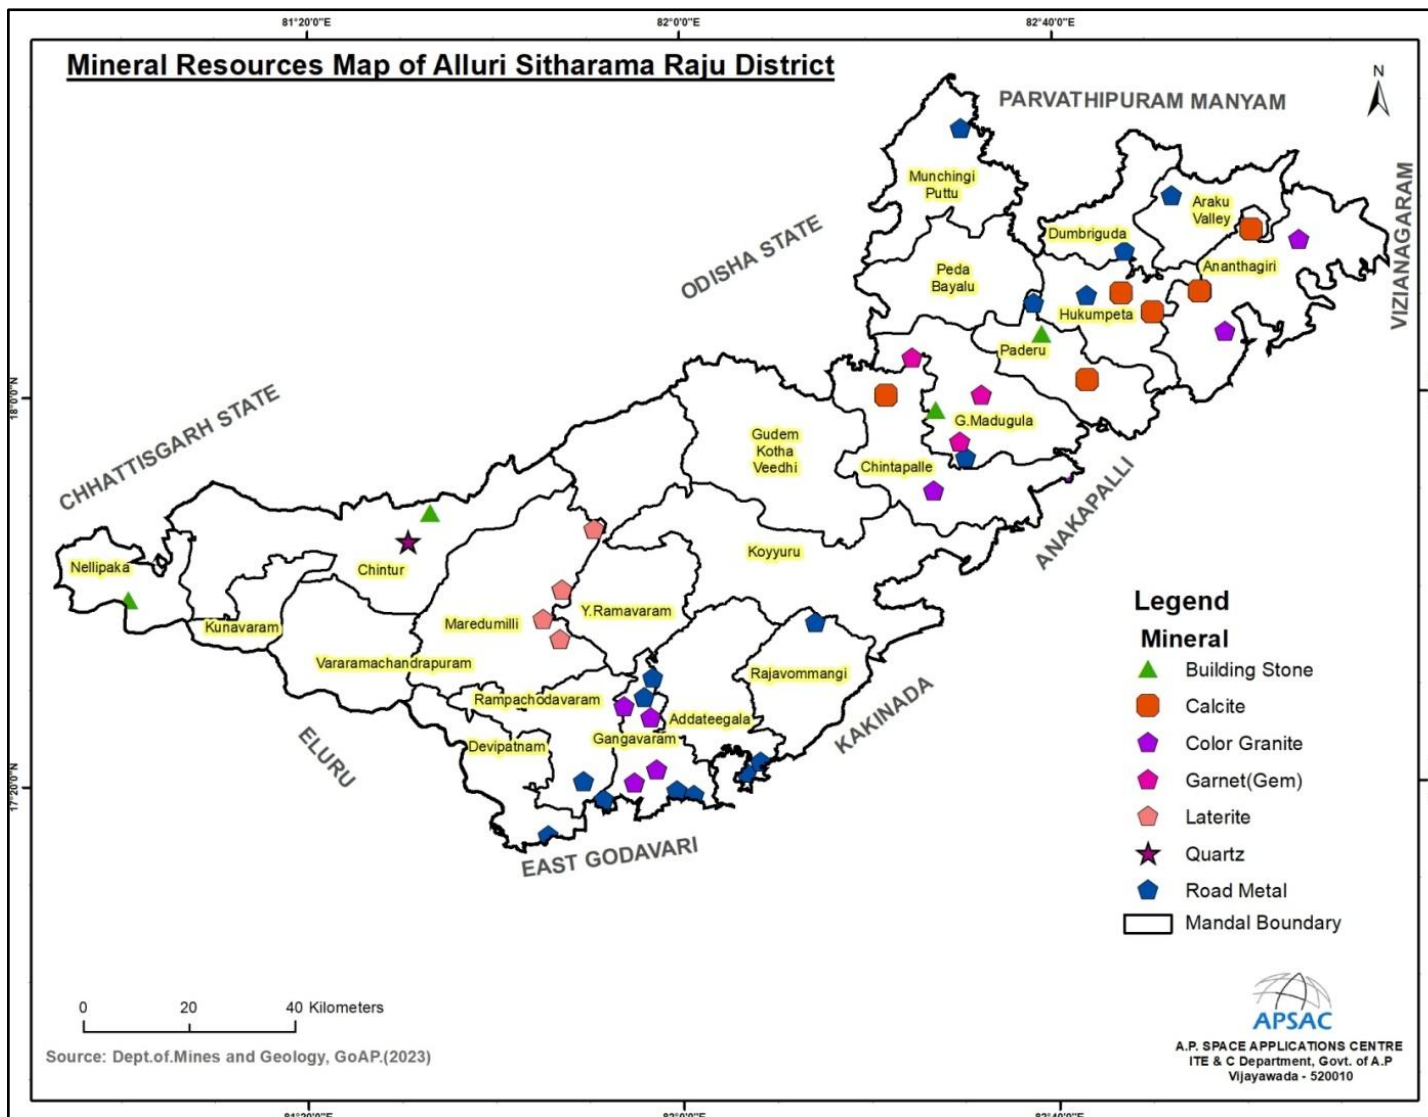 81°20'0"E
82°0'0"E
82°40'0"E
Mineral Resources Map of Alluri Sitharama Raju District
N
PARVATHIPURAM MANYAM
VIZIANAGARAM
Munchingi
Puttu
Araku
Valley
ODISHA STATE
Dumbriguda
Ananthagiri
Peda
Bayalu
Hukumpeta
Paderu
18°0'0"N
CHHATTISGARH STATE
G.Madugula
Gudem
Kotha
Veedhi
Chintapalle
ANAKAPALLI
Koyyuru
Nellipaka
Chintur
Y.Ramavaram
Kunavaram
Maredumilli
Vararamachandrapuram
Rajavommangi
Rampachodavaram
Addateegala
KAKINADA
Gangavaram
Devipatnam
ELURU
17°20'0"N
EAST GODAVARI
Legend
Mineral
Building Stone
Calcite
Color Granite
Garnet(Gem)
Laterite
Quartz
Road Metal
Mandal Boundary
0 20 40 Kilometers
Source: Dept.of.Mines and Geology, GoAP.(2023)
APSAC
A.P. SPACE APPLICATIONS CENTRE
ITE & C Department, Govt. of A.P
Vijayawada - 520010